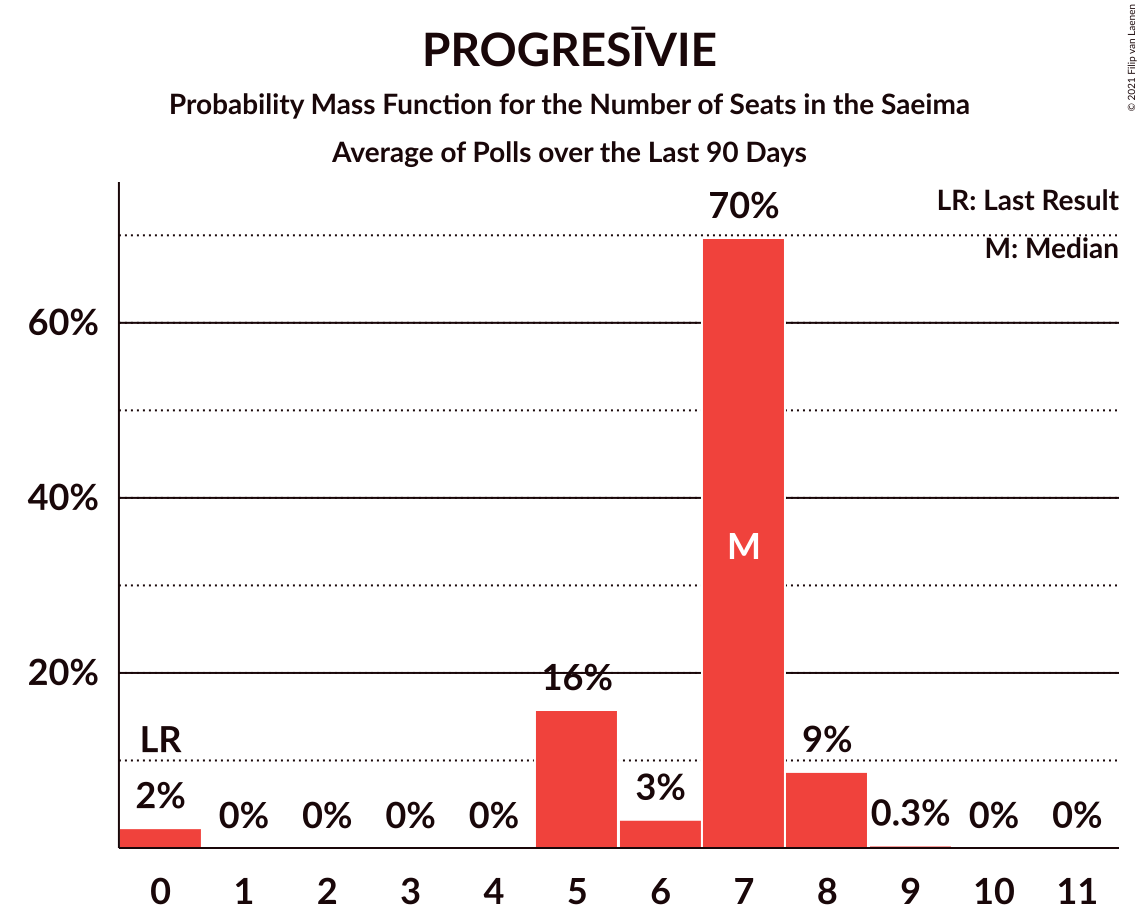 PROGRESĪVIE
Probability Mass Function for the Number of Seats in the Saeima
Average of Polls over the Last 90 Days
© 2021 Filip van Laenen
LR: Last Result
M: Median
60%
40%
20%
LR
2%
0%
0%
0%
0%
16%
3%
70%
M
9%
0.3%
0%
0%
0 1 2 3 4 5 6 7 8 9 10 11